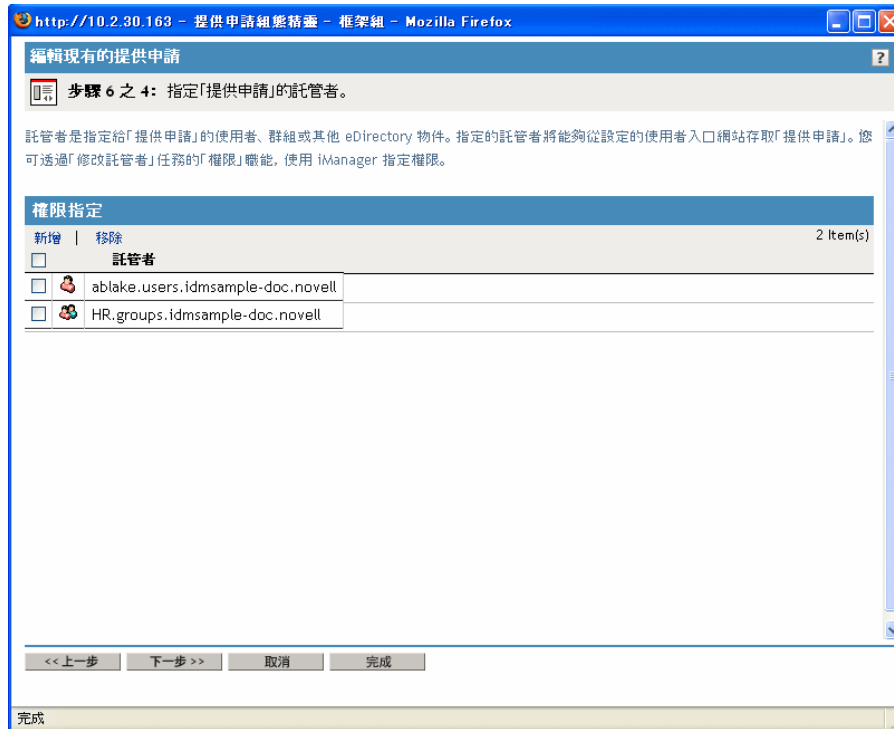 http://10.2.30.163 - 提供申請組態精靈 - 框架組 - Mozilla Firefox
編輯現有的提供申請
?
步驟 6 之 4： 指定「提供申請」的託管者。
託管者是指定給「提供申請」的使用者、群組或其他 eDirectory 物件。指定的託管者將能夠從設定的使用者入口網站存取「提供申請」。您
可透過「修改託管者」任務的「權限」職能, 使用 iManager 指定權限。
權限指定
新增 | 移除 2 Item(s)
託管者
ablake.users.idmsample-doc.novell
HR.groups.idmsample-doc.novell
<< 上一步 下一步 >> 取消 完成
完成